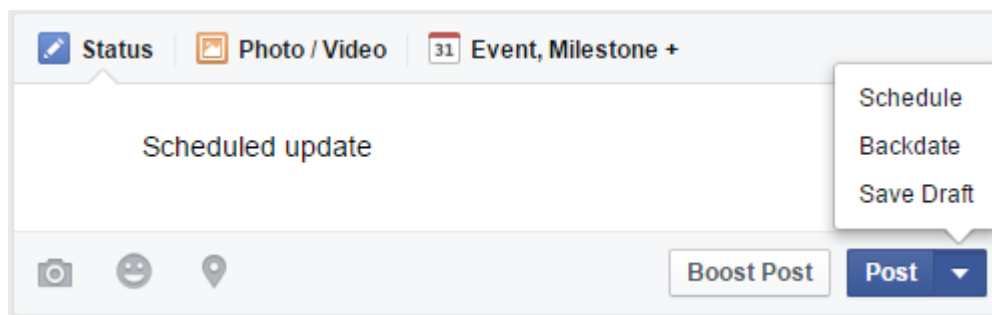 Status Photo / Video 31 Event, Milestone +
Schedule
Scheduled update
Backdate
Save Draft
Boost Post Post